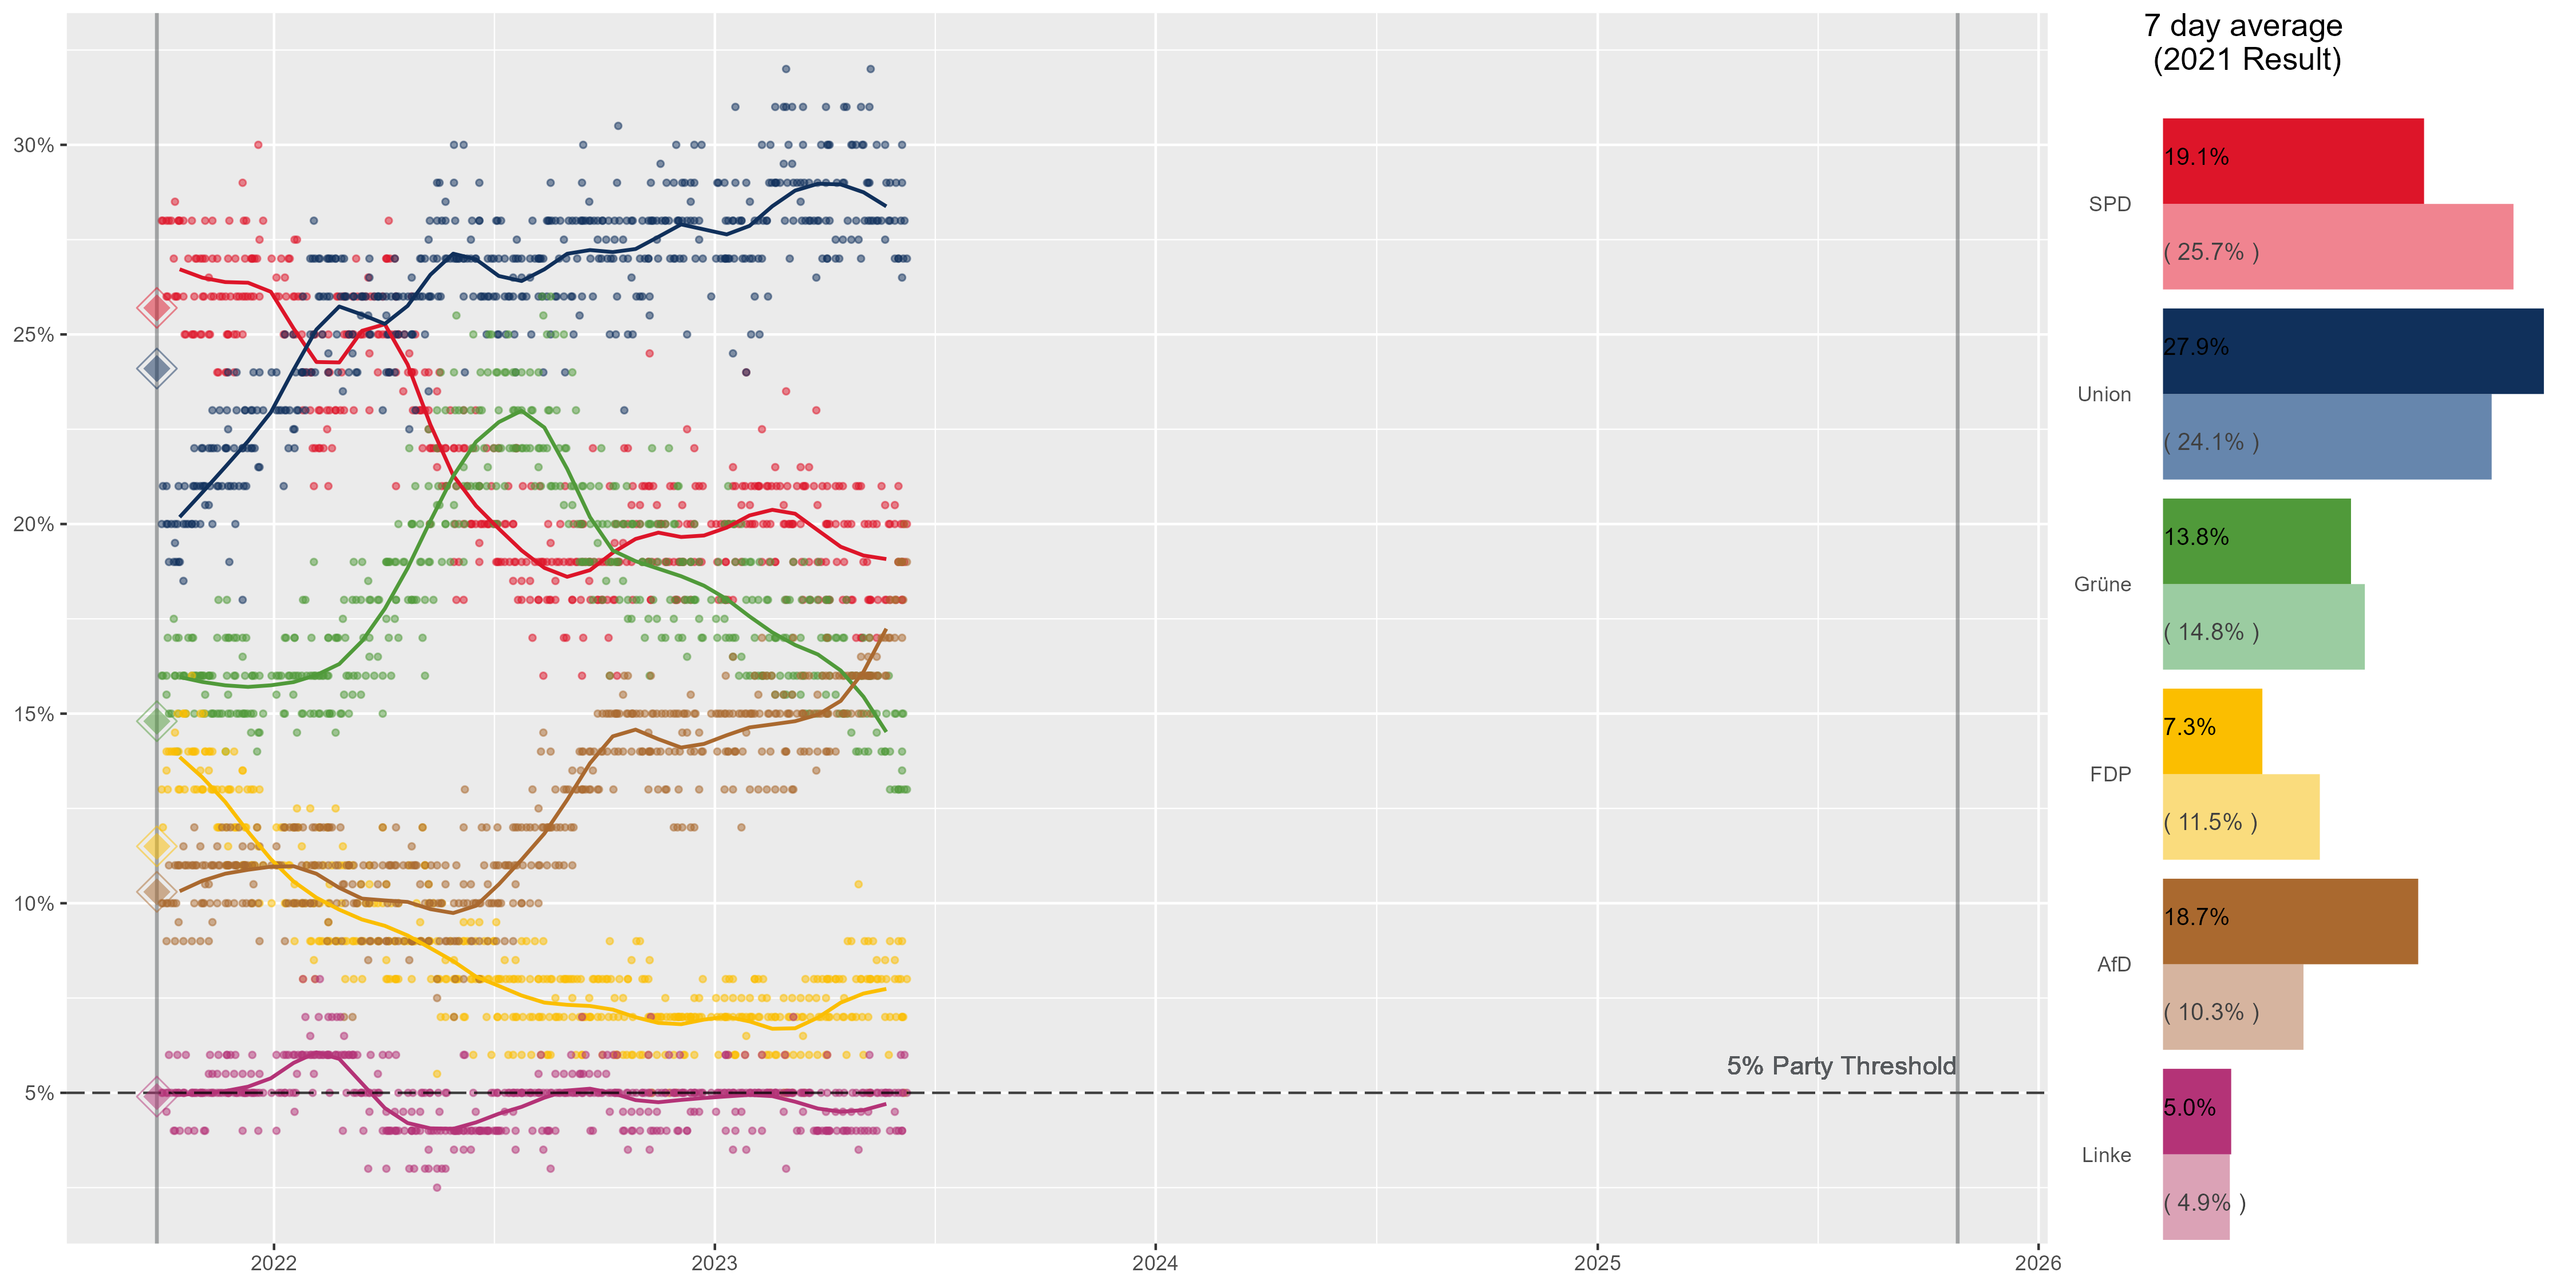 7 day average
(2021 Result)
30%
25%
20%
15%
10%
5%
2022
2023
2024
2025
2026
5% Party Threshold
SPD
19.1%
( 25.7% )
Union
27.9%
( 24.1% )
Grüne
13.8%
( 14.8% )
FDP
7.3%
( 11.5% )
AfD
18.7%
( 10.3% )
Linke
5.0%
( 4.9% )